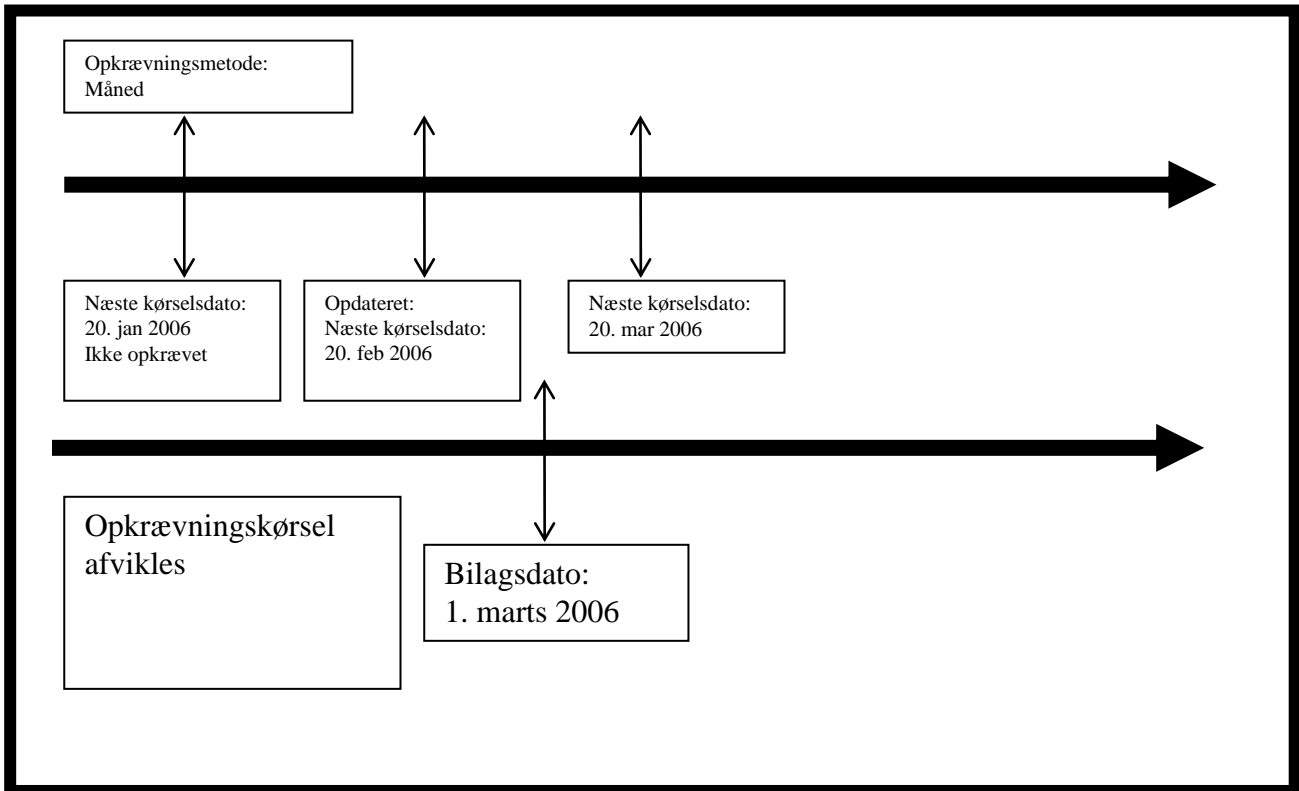 Opkrævningsmetode:
Måned
Næste kørselsdato:
20. jan 2006
Ikke opkrævet
Opdateret:
Næste kørselsdato:
20. feb 2006
Næste kørselsdato:
20. mar 2006
Opkrævningskørsel
afvikles
Bilagsdato:
1. marts 2006